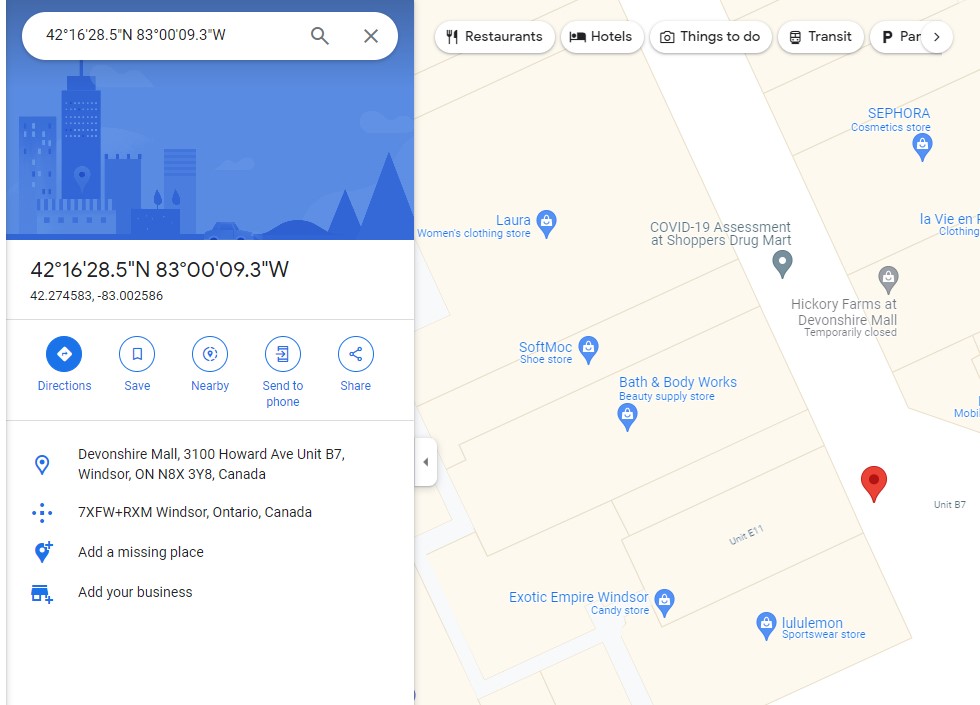 42°16'28.5"N 83°00'09.3"W
Restaurants
Hotels
Things to do
Transit
P Par
42°16'28.5"N 83°00'09.3"W
42.274583, -83.002586
Directions
Save
Nearby
Send to
phone
Share
Devonshire Mall, 3100 Howard Ave Unit B7,
Windsor, ON N8X 3Y8, Canada
7XFW+RXM Windsor, Ontario, Canada
Add a missing place
Add your business
SEPHORA
Cosmetics store
Laura
Women's clothing store
COVID-19 Assessment
at Shoppers Drug Mart
la Vie en
Clothing
Hickory Farms at
Devonshire Mall
Temporarily closed
SoftMoc
Shoe store
Bath & Body Works
Beauty supply store
Mobil
Unit B7
Unit E11
Exotic Empire Windsor
Candy store
lululemon
Sportswear store